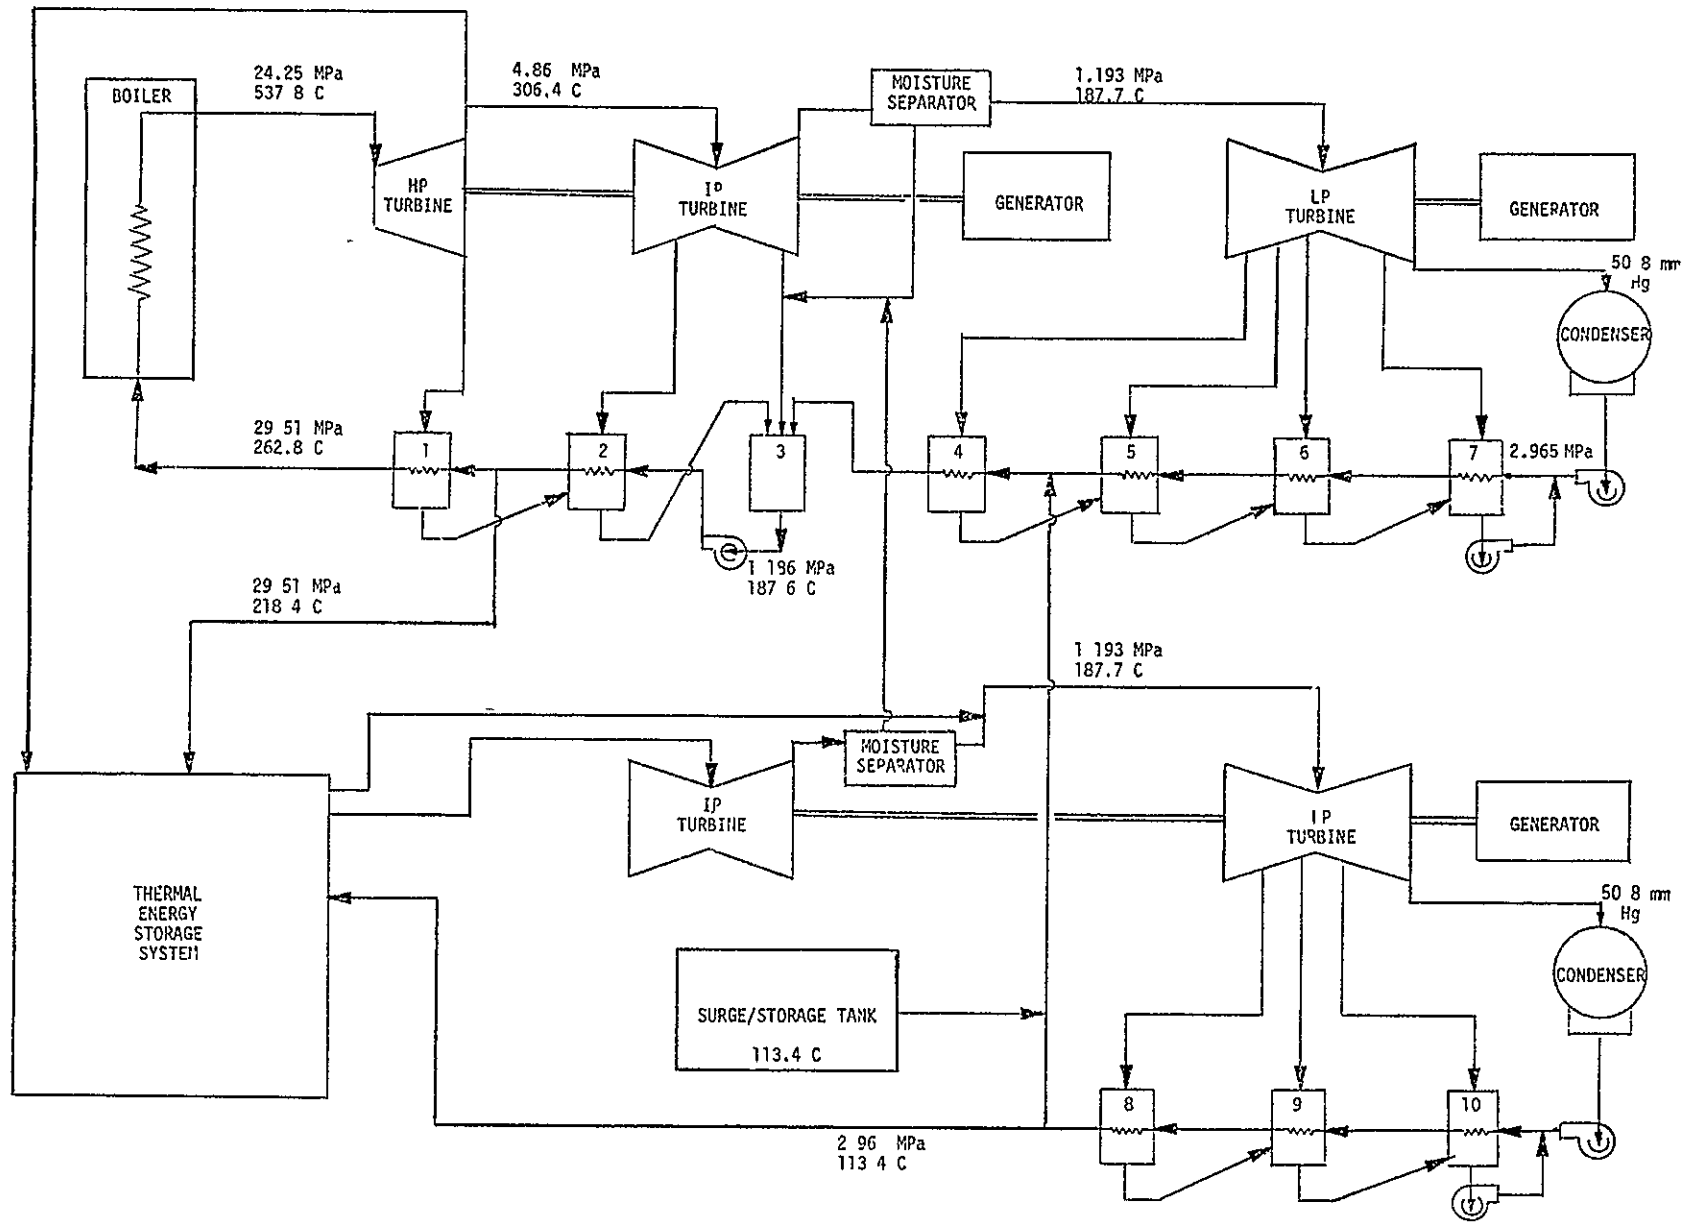 24.25 MPa
537 8 C
4.86 MPa
306.4 C
MOISTURE
SEPARATOR
1.193 MPa
187.7 C
BOILER
HP
TURBINE
IP
TURBINE
GENERATOR
LP
TURBINE
GENERATOR
50 8 mm
Hg
CONDENSER
29 51 MPa
262.8 C
1
2
3
4
5
6
7
2.965 MPa
1 196 MPa
187 6 C
29 51 MPa
218 4 C
1 193 MPa
187.7 C
MOISTURE
SEPARATOR
IP
TURBINE
LP
TURBINE
GENERATOR
THERMAL
ENERGY
STORAGE
SYSTEM
50 8 mm
Hg
CONDENSER
SURGE/STORAGE TANK
113.4 C
8
9
10
2 96 MPa
113 4 C